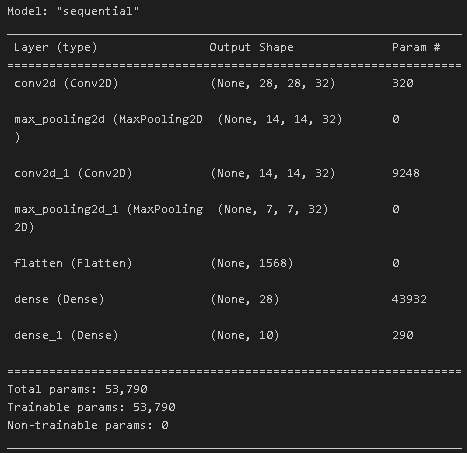 Model: "sequential"
Layer (type) Output Shape Param #
conv2d (Conv2D) (None, 28, 28, 32) 320
max_pooling2d (MaxPooling2D (None, 14, 14, 32) 0
)
conv2d_1 (Conv2D) (None, 14, 14, 32) 9248
max_pooling2d_1 (MaxPooling (None, 7, 7, 32) 0
2D)
flatten (Flatten) (None, 1568) 0
dense (Dense) (None, 28) 43932
dense_1 (Dense) (None, 10) 290
Total params: 53,790
Trainable params: 53,790
Non-trainable params: 0